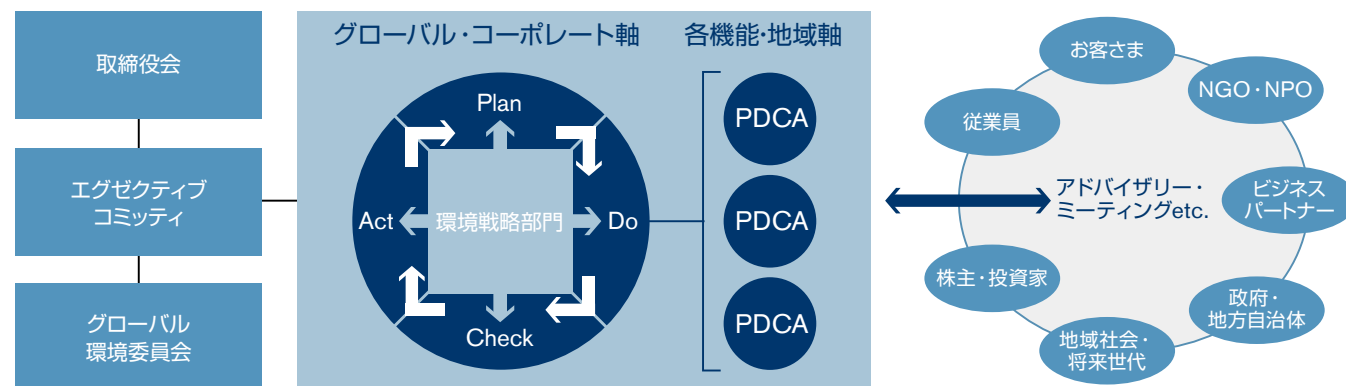 取締役会
エグゼクティブ
コミッティ
グローバル
環境委員会
グローバル・コーポレート軸
各機能・地域軸
Plan
Act
環境戦略部門
Do
Check
PDCA
PDCA
PDCA
お客さま
NGO・NPO
従業員
アドバイザリー・
ミーティングetc.
ビジネス
パートナー
株主・投資家
政府・
地方自治体
地域社会・
将来世代